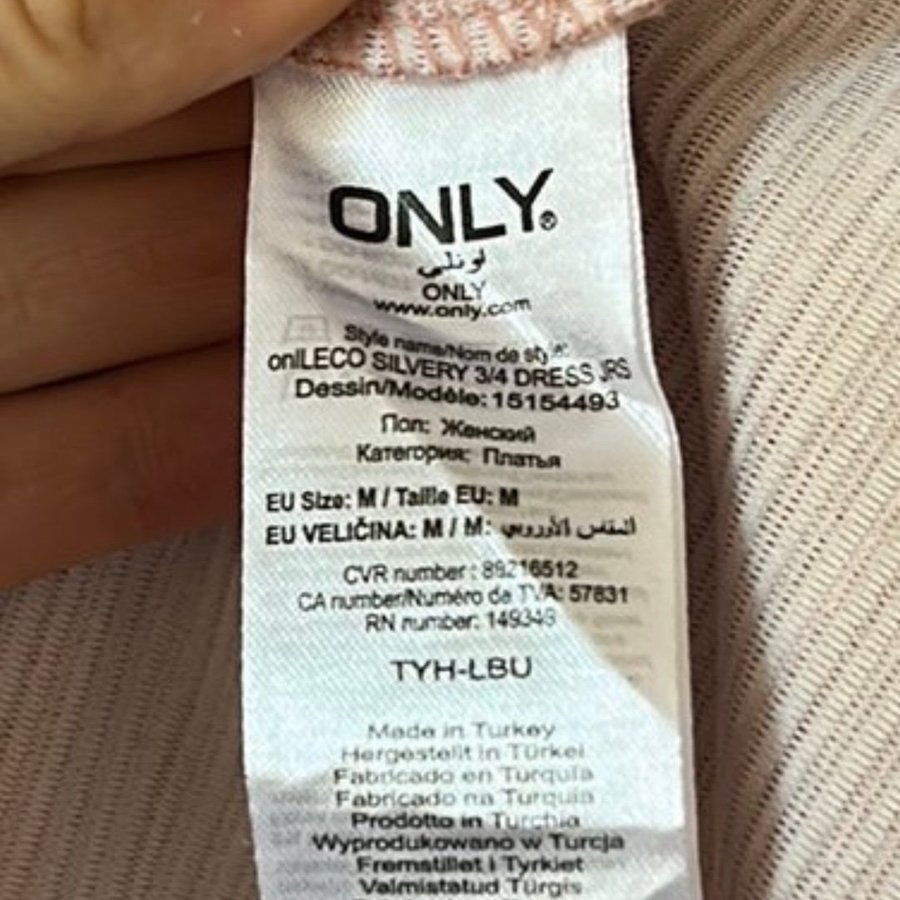 ONLY®
اونلي
ONLY
www.only.com
Style name/Nom de style:
onlLECO SILVERY 3/4 DRESS JRS
Dessin/Modèle: 15154493
Пол: Женский
Категория: Платья
EU Size: M / Taille EU: M
EU VELIČINA: M / M: المقاس الأوروبي
CVR number : 89216512
CA number/Numéro de TVA: 57831
RN number: 149349
TYH-LBU
Made in Turkey
Hergestellt in Türkei
Fabricado en Turquía
Fabricado na Turquia
Prodotto in Turchia
Wyprodukowano w Turcja
Fremstillet i Tyrkiet
Valmistatud Türgis